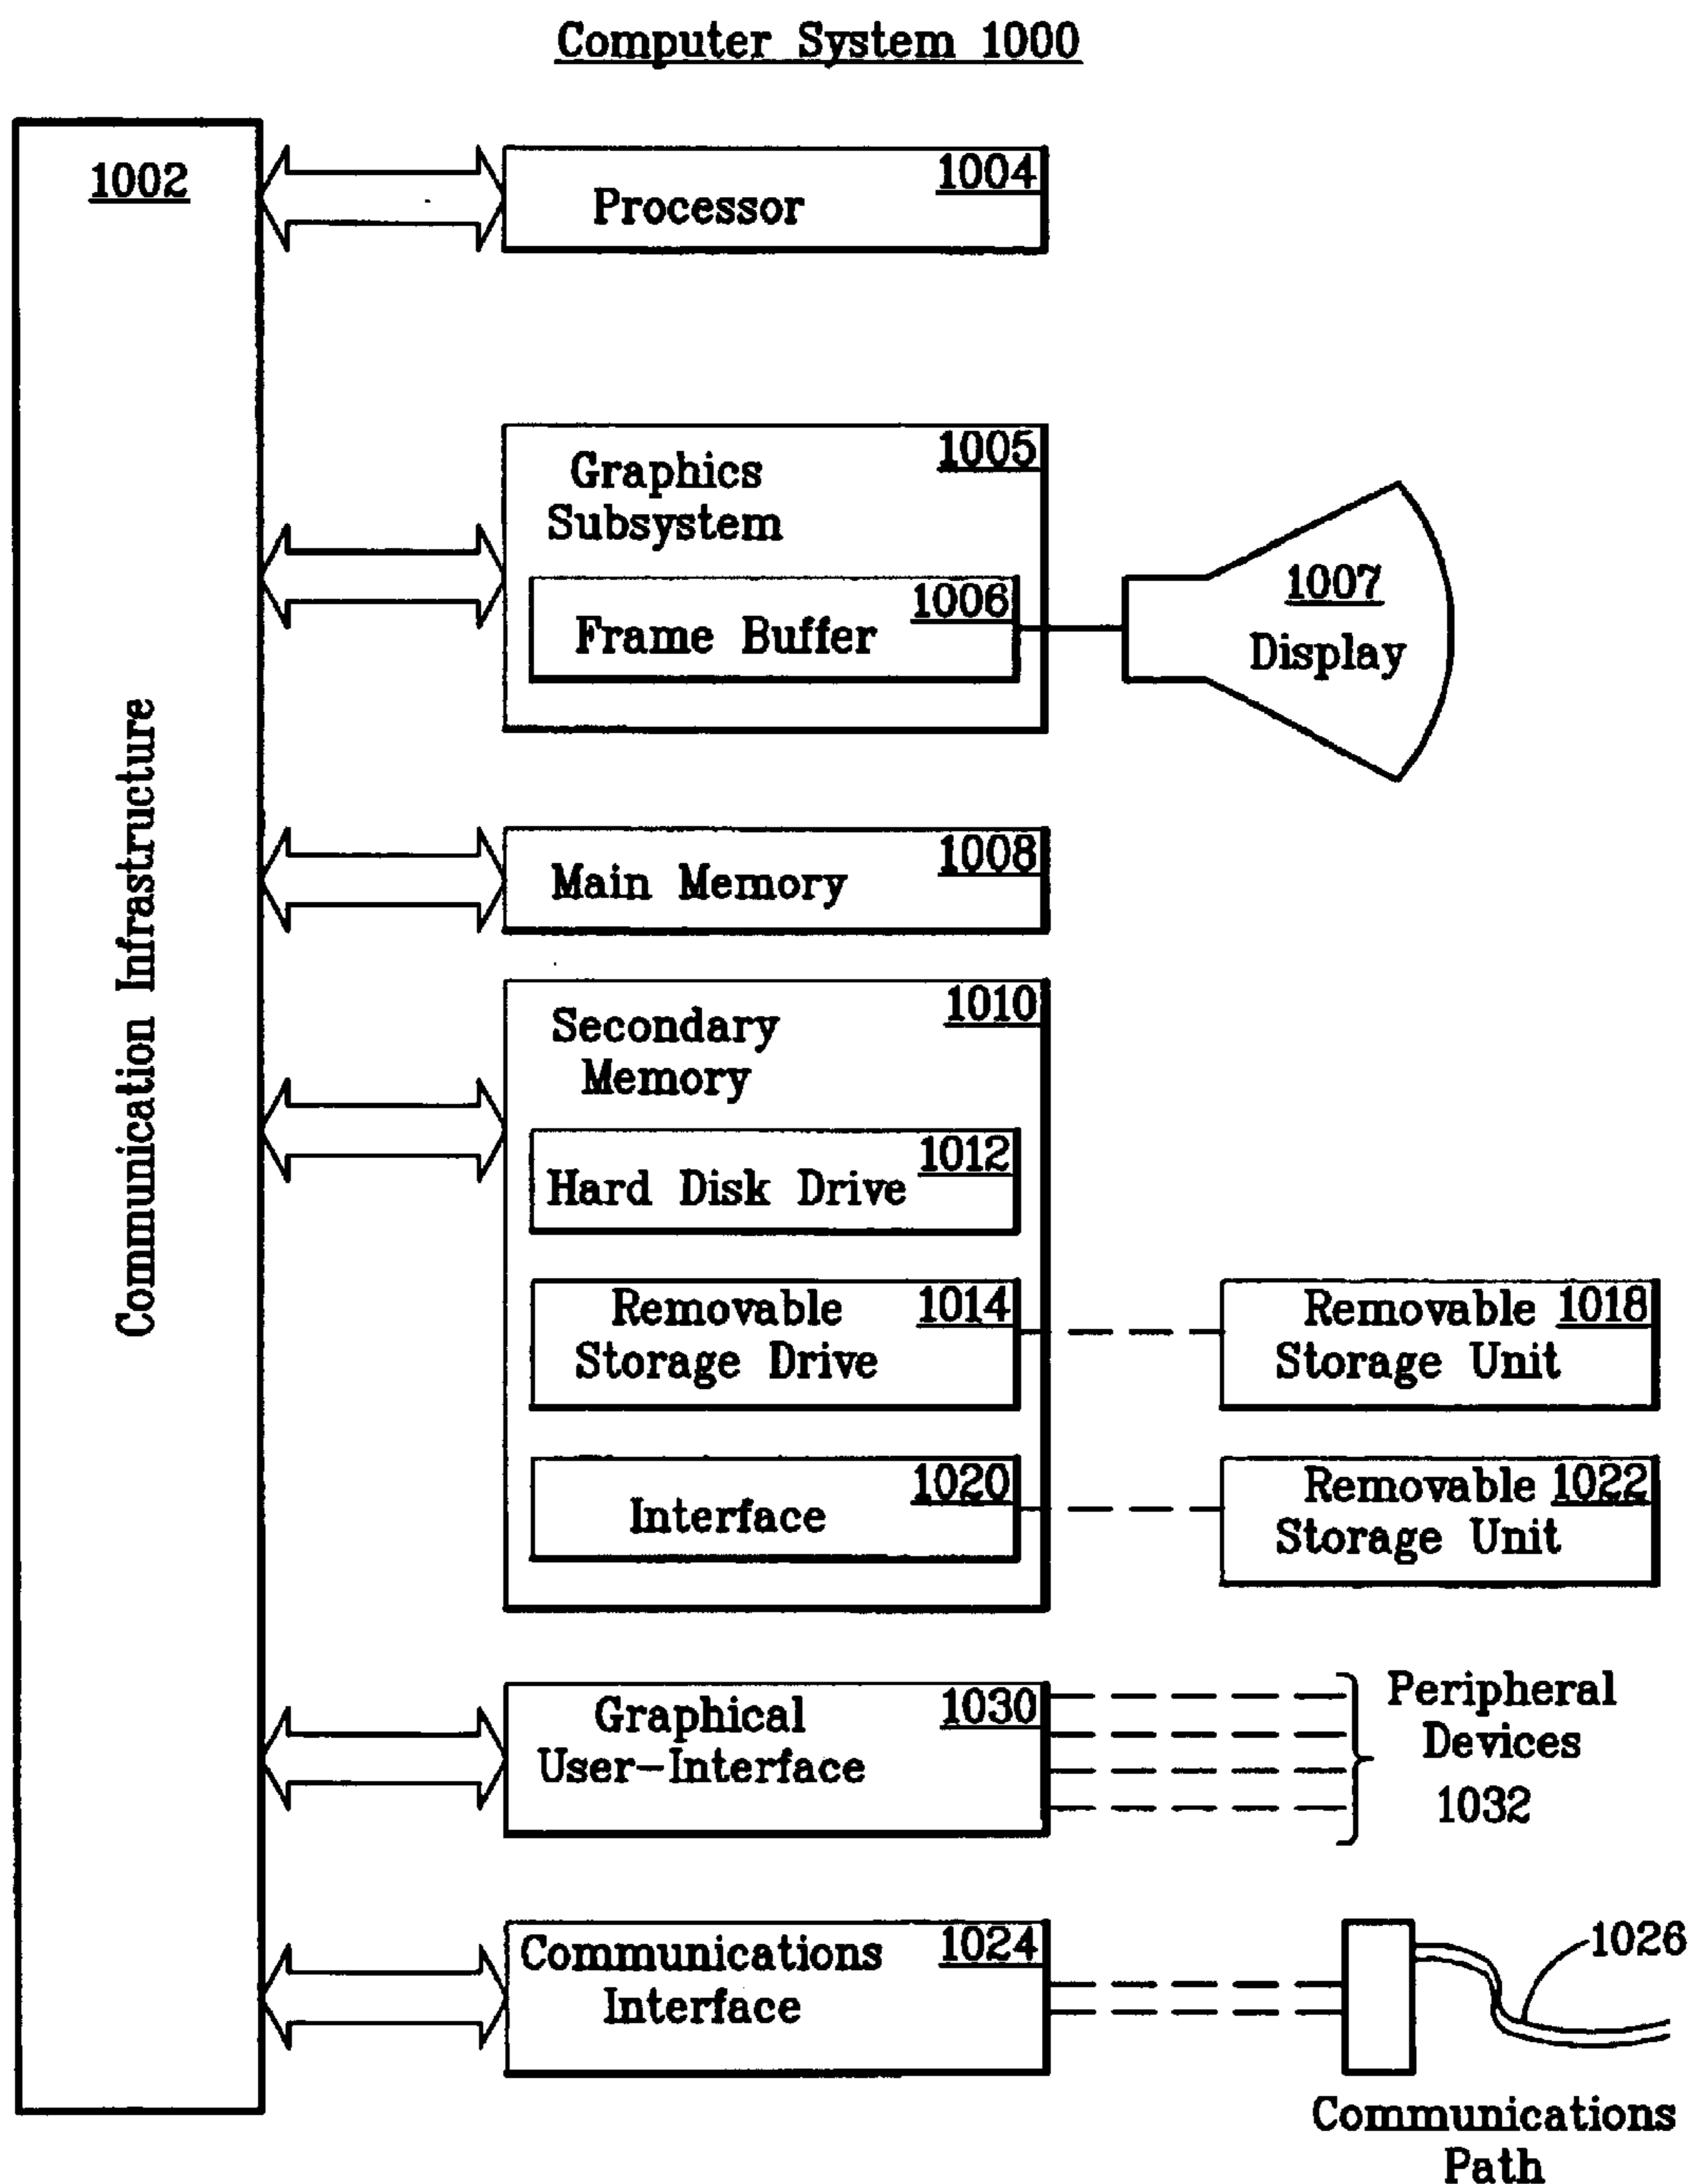 Computer System 1000
1002
Communication Infrastructure
1004
Processor
1005
Graphics
Subsystem
1006
Frame Buffer
1007
Display
1008
Main Memory
1010
Secondary
Memory
1012
Hard Disk Drive
Removable 1014
Storage Drive
Removable 1018
Storage Unit
1020
Interface
Removable 1022
Storage Unit
Graphical 1030
User-Interface
Peripheral
Devices
1032
Communications 1024
Interface
1026
Communications
Path